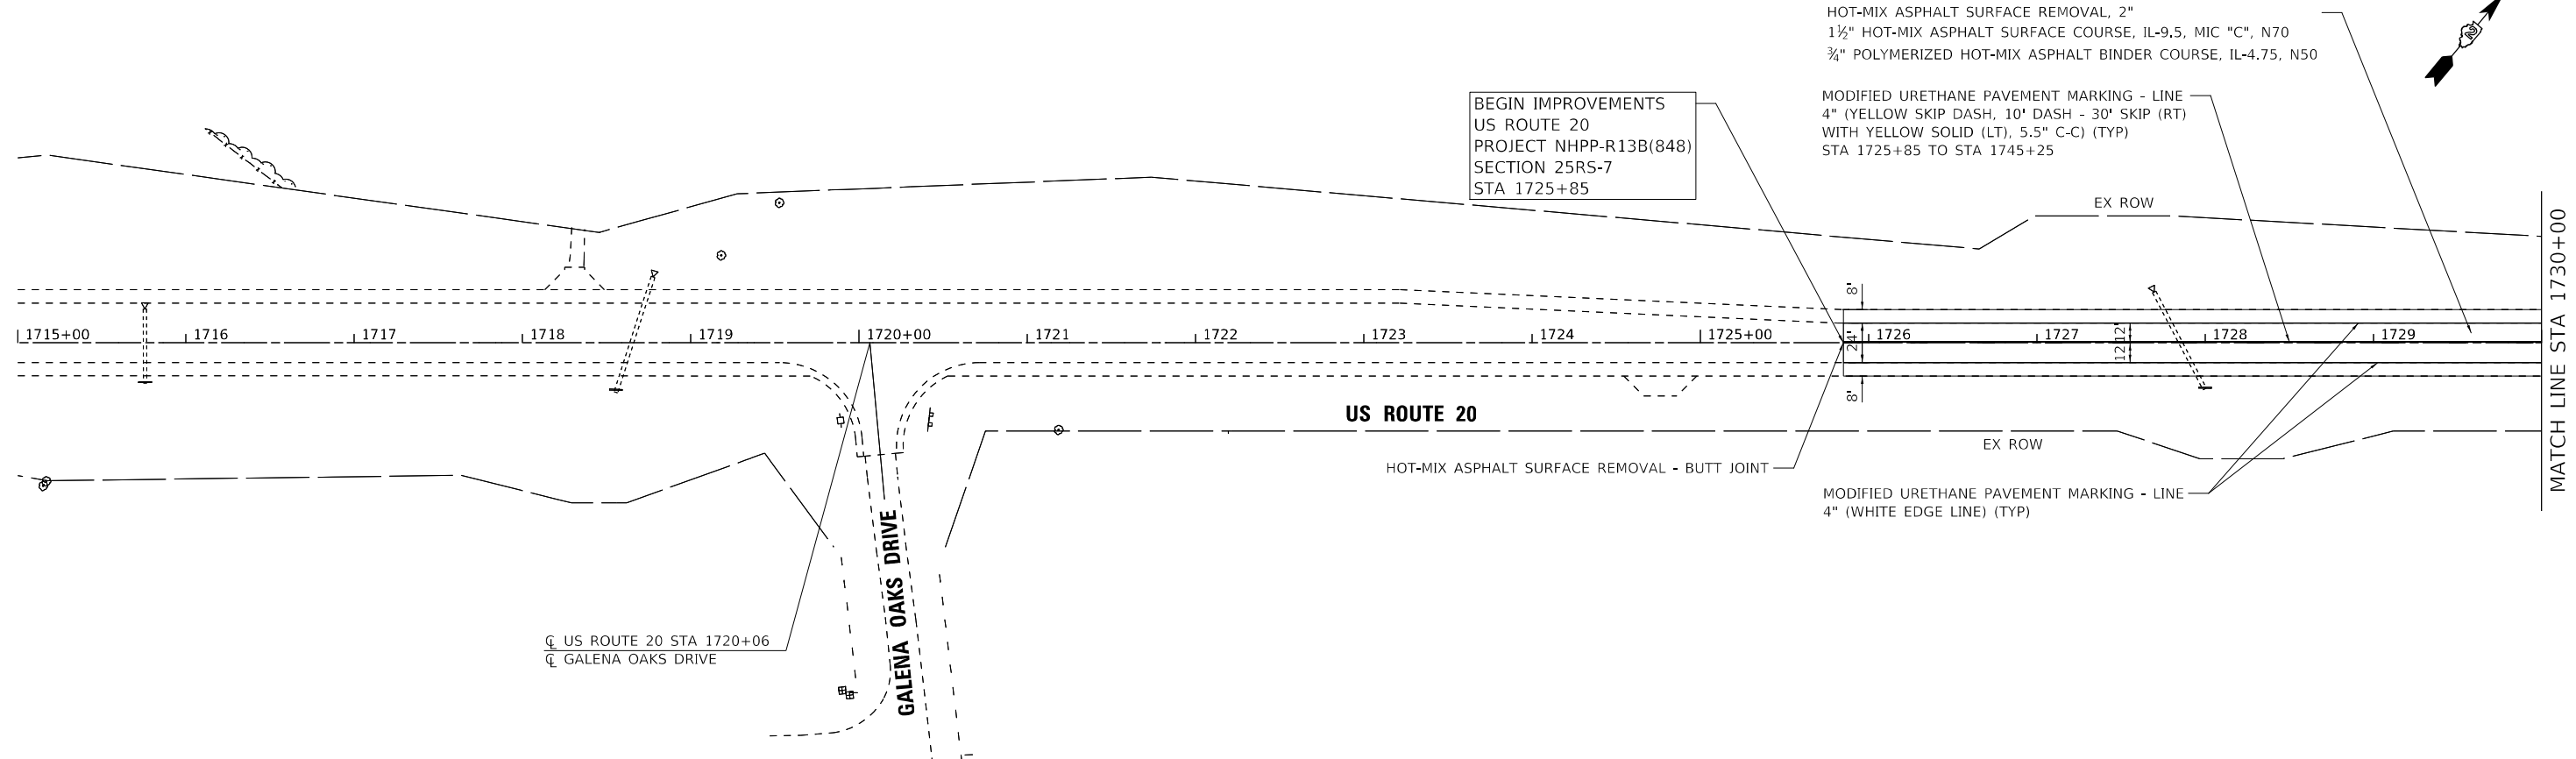 HOT-MIX ASPHALT SURFACE REMOVAL, 2"
1½" HOT-MIX ASPHALT SURFACE COURSE, IL-9.5, MIC "C", N70
¾" POLYMERIZED HOT-MIX ASPHALT BINDER COURSE, IL-4.75, N50
MODIFIED URETHANE PAVEMENT MARKING - LINE
4" (YELLOW SKIP DASH, 10' DASH - 30' SKIP (RT)
WITH YELLOW SOLID (LT), 5.5" C-C) (TYP)
STA 1725+85 TO STA 1745+25
BEGIN IMPROVEMENTS
US ROUTE 20
PROJECT NHPP-R13B(848)
SECTION 25RS-7
STA 1725+85
EX ROW
MATCH LINE STA 1730+00
8'
1715+00 1716 1717 1718 1719 1720+00 1721 1722 1723 1724 1725+00 1726 1727 1728 1729
24'
12'
12'
8'
US ROUTE 20
EX ROW
HOT-MIX ASPHALT SURFACE REMOVAL - BUTT JOINT
MODIFIED URETHANE PAVEMENT MARKING - LINE
4" (WHITE EDGE LINE) (TYP)
GALENA OAKS DRIVE
℄ US ROUTE 20 STA 1720+06
℄ GALENA OAKS DRIVE